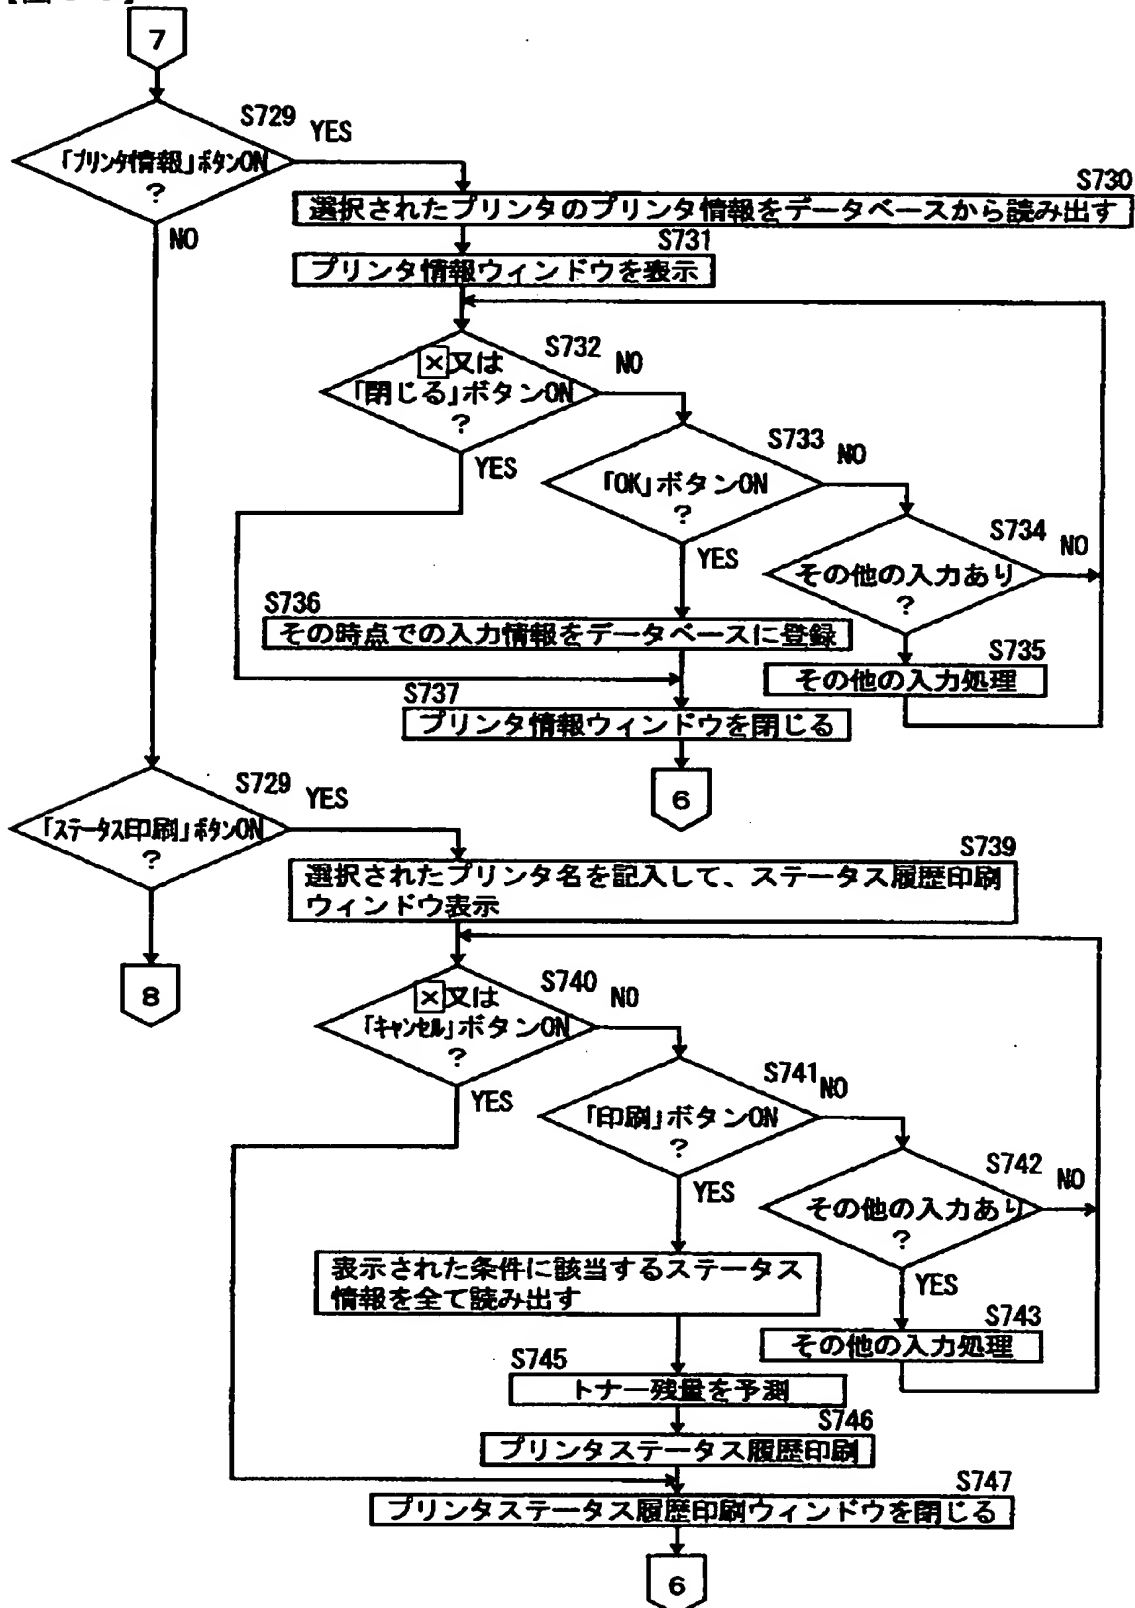 7
S729
YES
「プリンタ情報」ボタンON
?
NO
S730
選択されたプリンタのプリンタ情報をデータベースから読み出す
S731
プリンタ情報ウィンドウを表示
S732
NO
×又は
「閉じる」ボタンON
?
YES
S733
NO
「OK」ボタンON
?
YES
S734
NO
その他の入力あり
?
S736
その時点での入力情報をデータベースに登録
S735
その他の入力処理
S737
プリンタ情報ウィンドウを閉じる
6
S729
YES
「ステータス印刷」ボタンON
?
S739
選択されたプリンタ名を記入して、ステータス履歴印刷
ウィンドウ表示
8
S740
NO
×又は
「キャンセル」ボタンON
?
YES
S741
NO
「印刷」ボタンON
?
YES
S742
NO
その他の入力あり
?
YES
表示された条件に該当するステータス
情報を全て読み出す
S743
その他の入力処理
S745
トナー残量を予測
S746
プリンタステータス履歴印刷
S747
プリンタステータス履歴印刷ウィンドウを閉じる
6